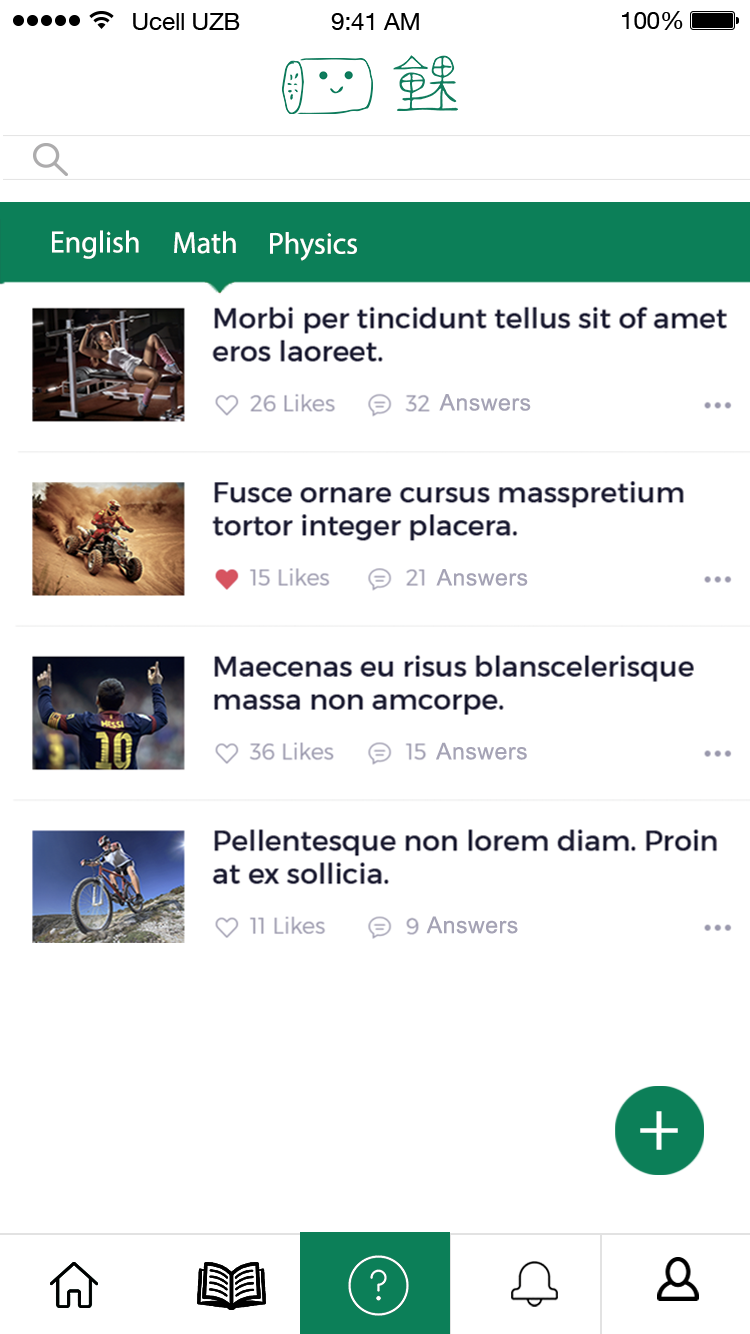 Ucell UZB 9:41 AM 100%
English Math Physics
Morbi per tincidunt tellus sit of amet
eros laoreet.
26 Likes 32 Answers
Fusce ornare cursus masspretium
tortor integer placera.
15 Likes 21 Answers
MESSI
10
Maecenas eu risus blanscelerisque
massa non amcorpe.
36 Likes 15 Answers
Pellentesque non lorem diam. Proin
at ex sollicia.
11 Likes 9 Answers
?